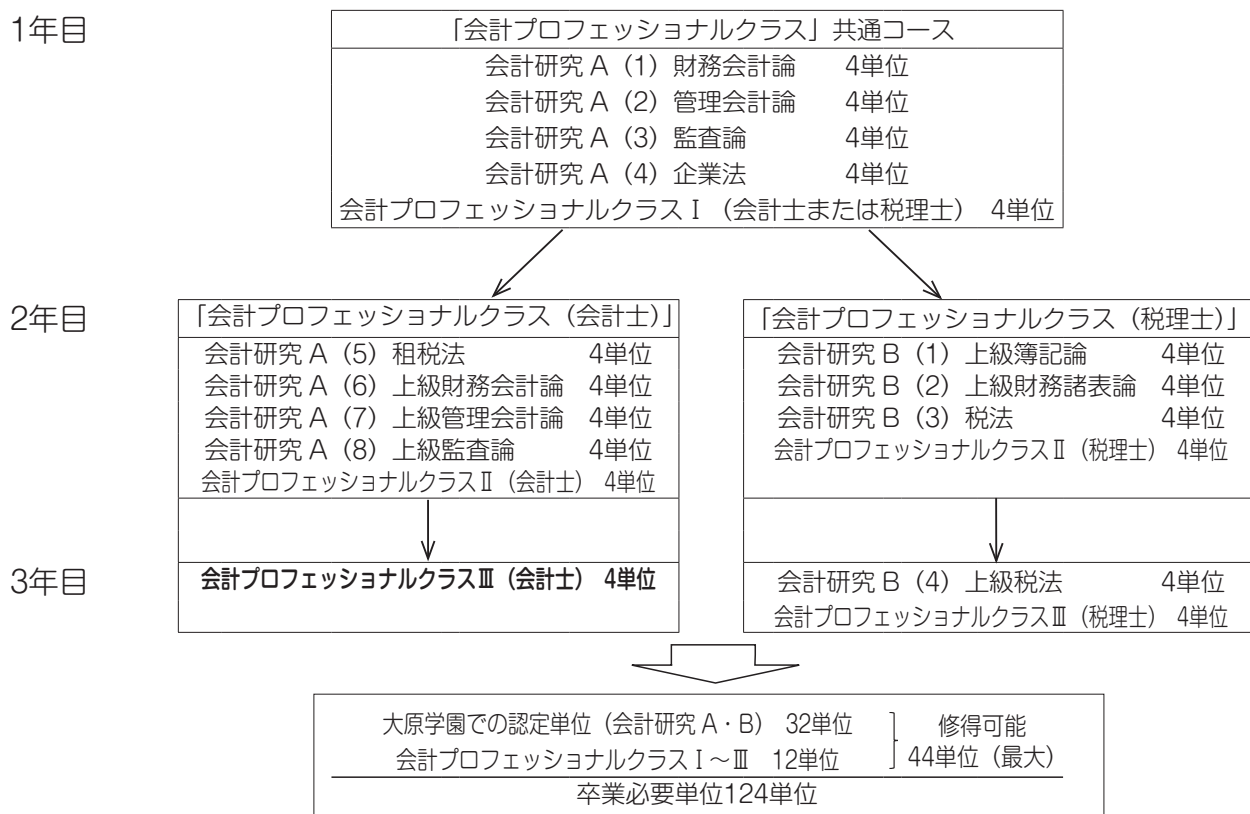 1年目
「会計プロフェッショナルクラス」共通コース
会計研究 A（1）財務会計論 4単位
会計研究 A（2）管理会計論 4単位
会計研究 A（3）監査論 4単位
会計研究 A（4）企業法 4単位
会計プロフェッショナルクラス I （会計士または税理士） 4単位
2年目
「会計プロフェッショナルクラス（会計士）」
会計研究 A（5）租税法 4単位
会計研究 A（6）上級財務会計論 4単位
会計研究 A（7）上級管理会計論 4単位
会計研究 A（8）上級監査論 4単位
会計プロフェッショナルクラスⅡ（会計士） 4単位
「会計プロフェッショナルクラス（税理士）」
会計研究 B（1）上級簿記論 4単位
会計研究 B（2）上級財務諸表論 4単位
会計研究 B（3）税法 4単位
会計プロフェッショナルクラスⅡ（税理士） 4単位
3年目
会計プロフェッショナルクラスⅢ（会計士） 4単位
会計研究 B（4）上級税法 4単位
会計プロフェッショナルクラスⅢ（税理士） 4単位
大原学園での認定単位（会計研究 A・B） 32単位
会計プロフェッショナルクラス I ～Ⅲ 12単位
修得可能
44単位（最大）
卒業必要単位124単位